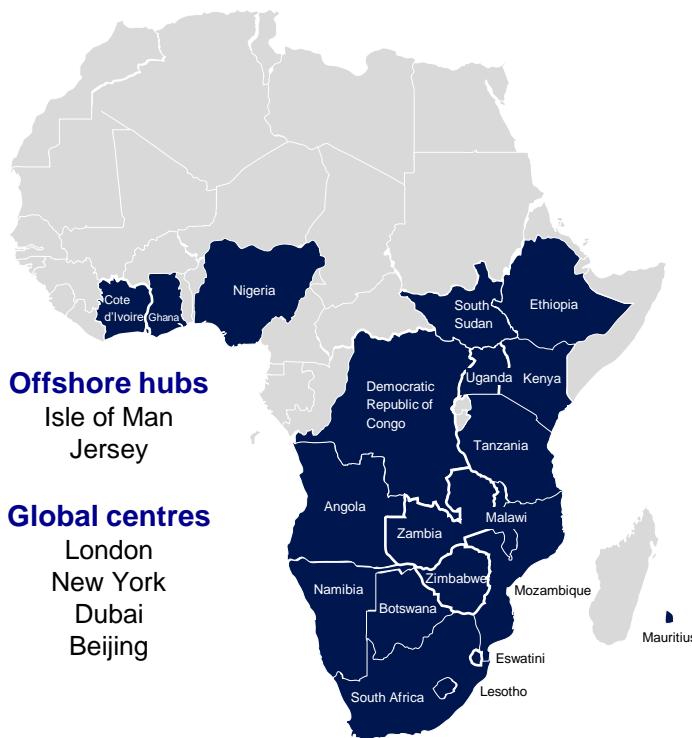 Cote
d'Ivoire
Ghana
Nigeria
South
Sudan
Ethiopia
Offshore hubs
Isle of Man
Jersey
Democratic
Republic of
Congo
Uganda
Kenya
Tanzania
Global centres
London
New York
Dubai
Beijing
Angola
Zambia
Malawi
Namibia
Zimbabwe
Botswana
Mozambique
Mauritius
Eswatini
South Africa
Lesotho